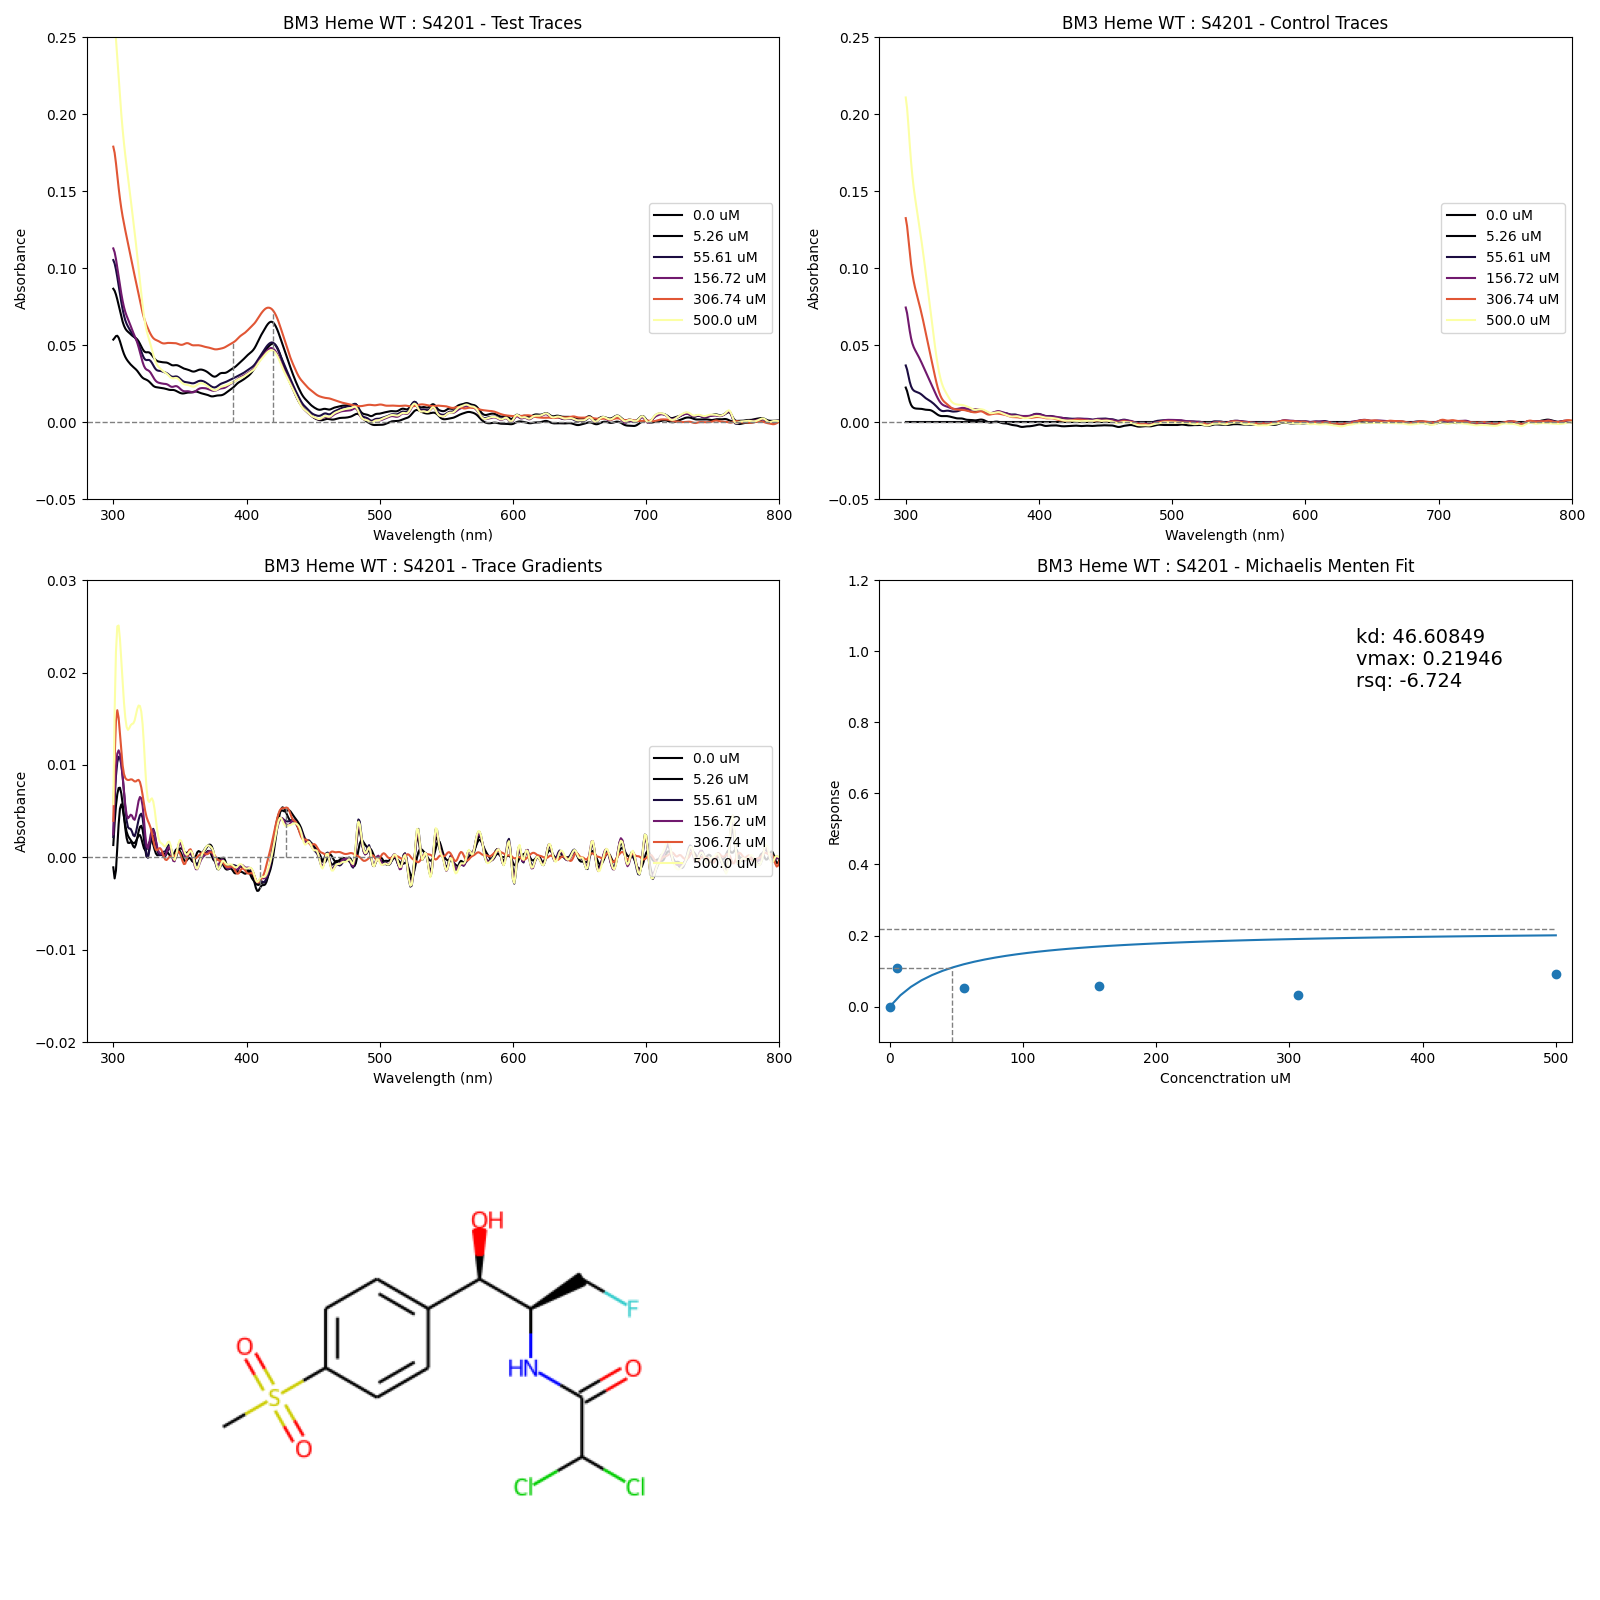 BM3 Heme WT : S4201 - Test Traces
0.25
0.20
0.15
0.10
0.05
0.00
−0.05
Absorbance
300 400 500 600 700 800
Wavelength (nm)
0.0 uM
5.26 uM
55.61 uM
156.72 uM
306.74 uM
500.0 uM
BM3 Heme WT : S4201 - Control Traces
0.25
0.20
0.15
0.10
0.05
0.00
−0.05
Absorbance
300 400 500 600 700 800
Wavelength (nm)
0.0 uM
5.26 uM
55.61 uM
156.72 uM
306.74 uM
500.0 uM
BM3 Heme WT : S4201 - Trace Gradients
0.03
0.02
0.01
0.00
−0.01
−0.02
Absorbance
300 400 500 600 700 800
Wavelength (nm)
0.0 uM
5.26 uM
55.61 uM
156.72 uM
306.74 uM
500.0 uM
BM3 Heme WT : S4201 - Michaelis Menten Fit
1.2
1.0
0.8
0.6
0.4
0.2
0.0
Response
kd: 46.60849
vmax: 0.21946
rsq: -6.724
0 100 200 300 400 500
Concenctration uM
OH
F
O
HN
O
S
O
Cl Cl